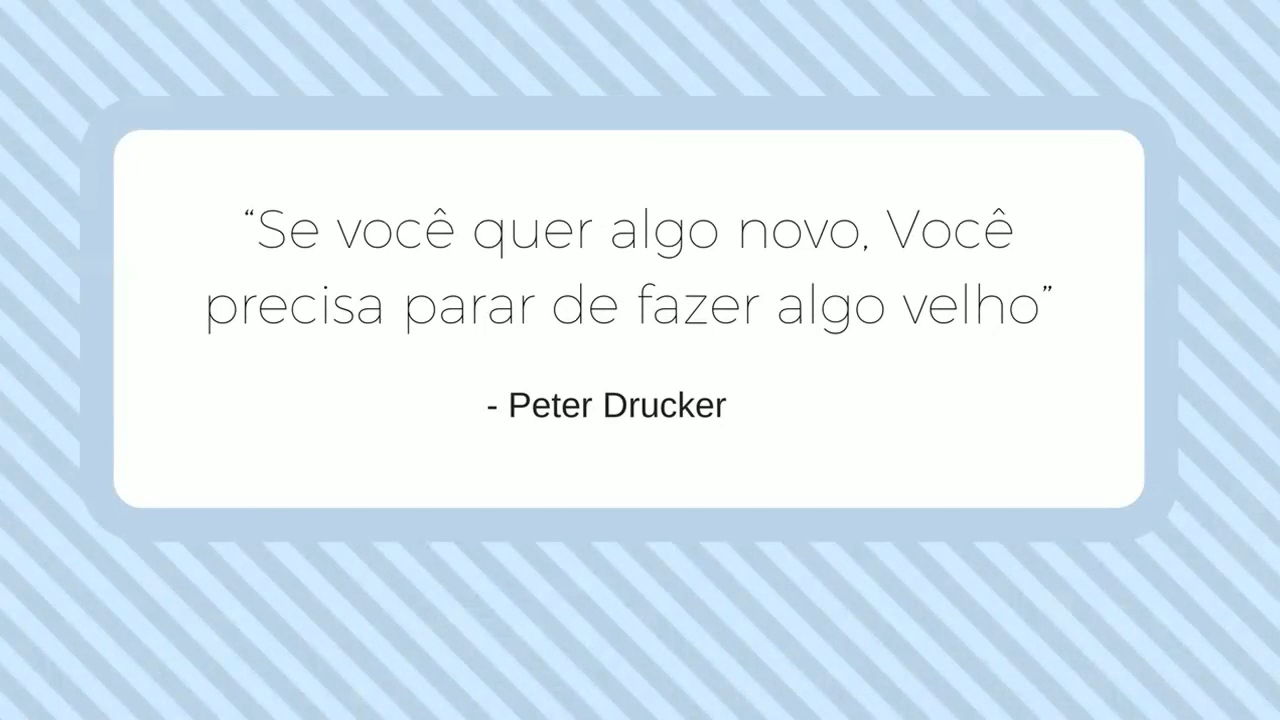 “Se você quer algo novo, Você
precisa parar de fazer algo velho”
- Peter Drucker